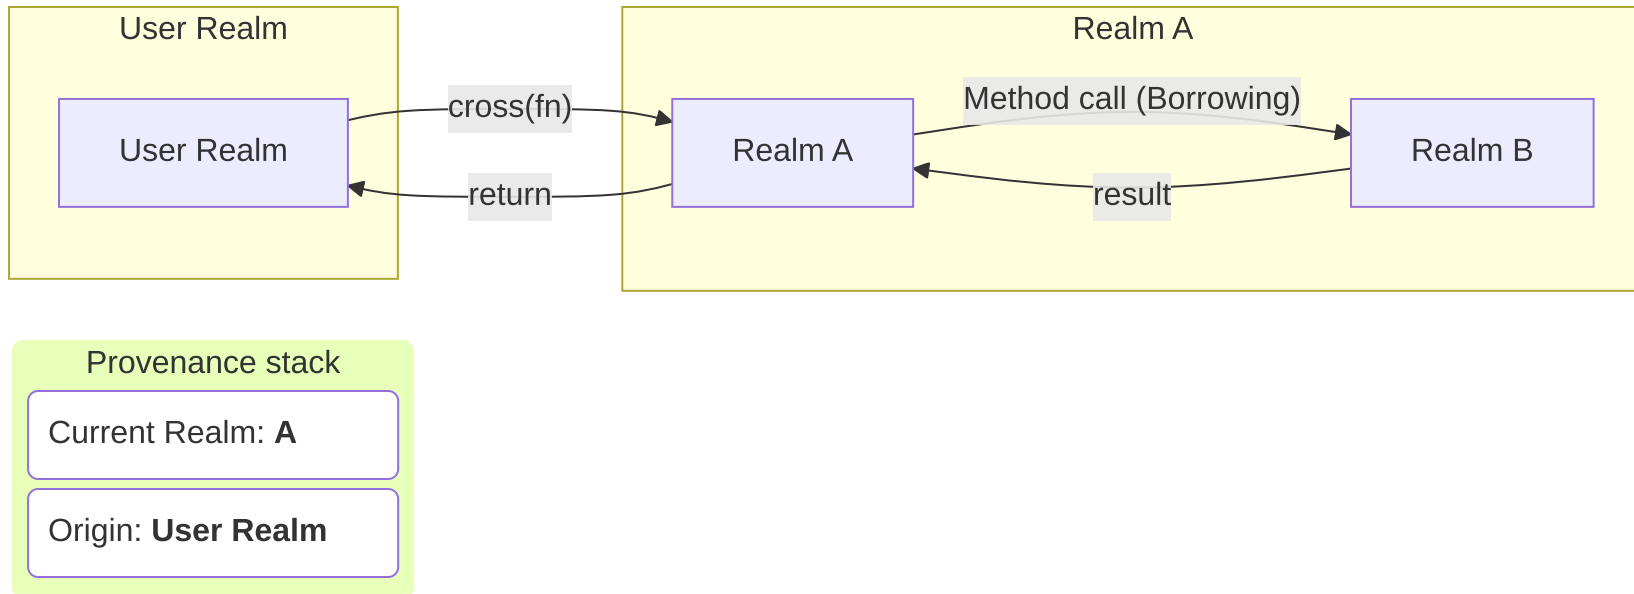 User Realm
Realm A
User Realm
cross(fn)
return
Realm A
Method call (Borrowing)
result
Realm B
Provenance stack
Current Realm: A
Origin: User Realm